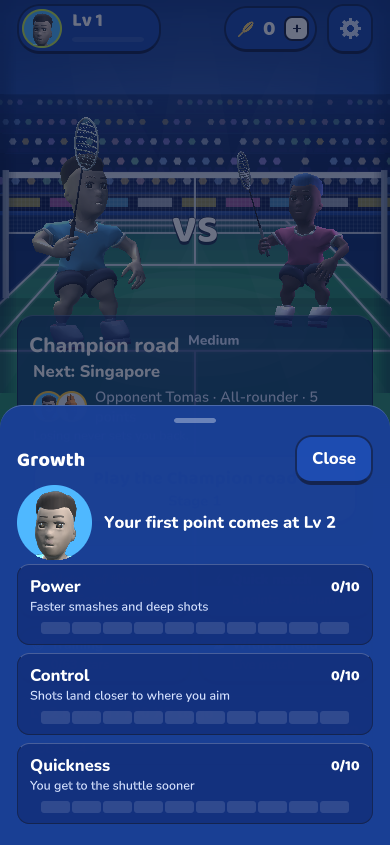 Lv 1
0
+
VS
Champion road Medium
Next: Singapore
Opponent Tomas · All-rounder · 5
Growth
Close
Your first point comes at Lv 2
Power 0/10
Faster smashes and deep shots
Control 0/10
Shots land closer to where you aim
Quickness 0/10
You get to the shuttle sooner